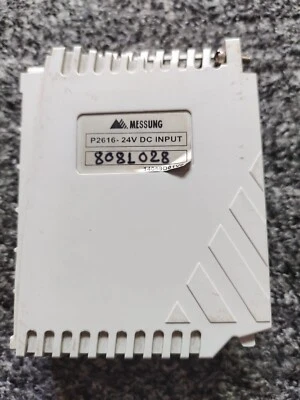 MESSUNG
P2616- 24V DC INPUT
808L028